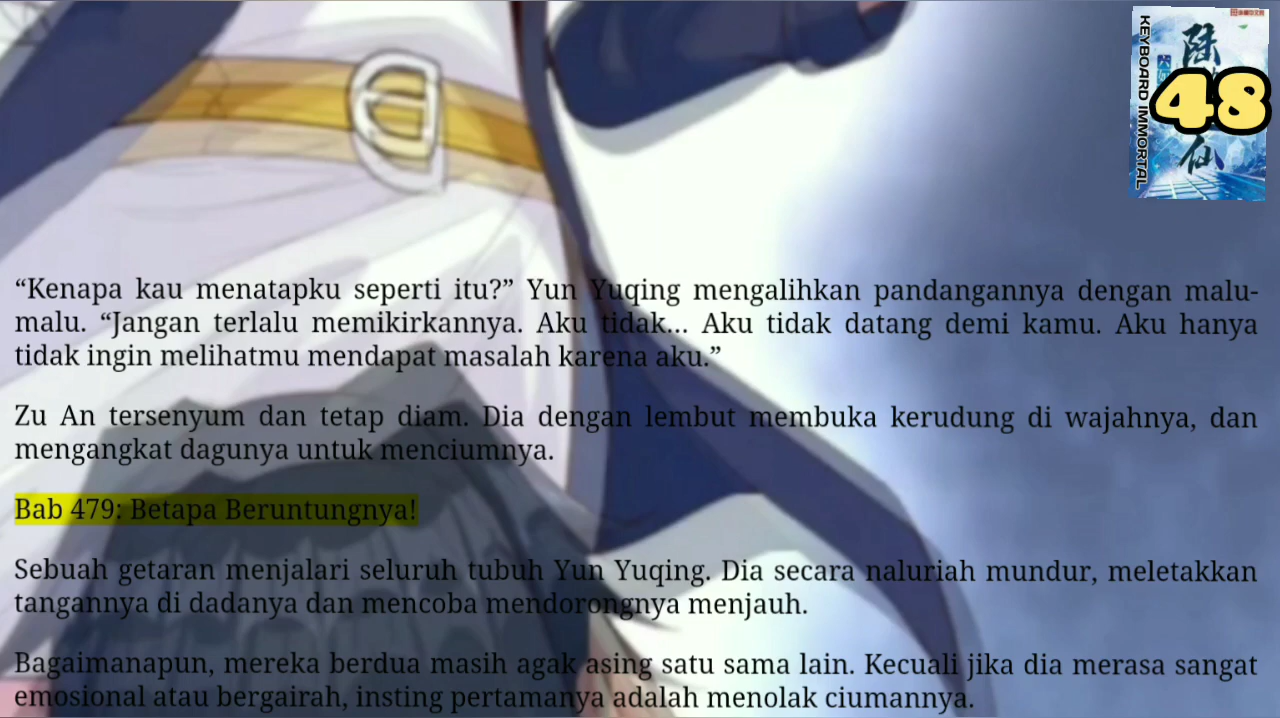 KEYBOARD IMMORTAL
48
“Kenapa kau menatapku seperti itu?” Yun Yuqing mengalihkan pandangannya dengan malu-
malu. “Jangan terlalu memikirkannya. Aku tidak... Aku tidak datang demi kamu. Aku hanya
tidak ingin melihatmu mendapat masalah karena aku.”
Zu An tersenyum dan tetap diam. Dia dengan lembut membuka kerudung di wajahnya, dan
mengangkat dagunya untuk menciumnya.
Bab 479: Betapa Beruntungnya!
Sebuah getaran menjalari seluruh tubuh Yun Yuqing. Dia secara naluriah mundur, meletakkan
tangannya di dadanya dan mencoba mendorongnya menjauh.
Bagaimanapun, mereka berdua masih agak asing satu sama lain. Kecuali jika dia merasa sangat
emosional atau bergairah, insting pertamanya adalah menolak ciumannya.